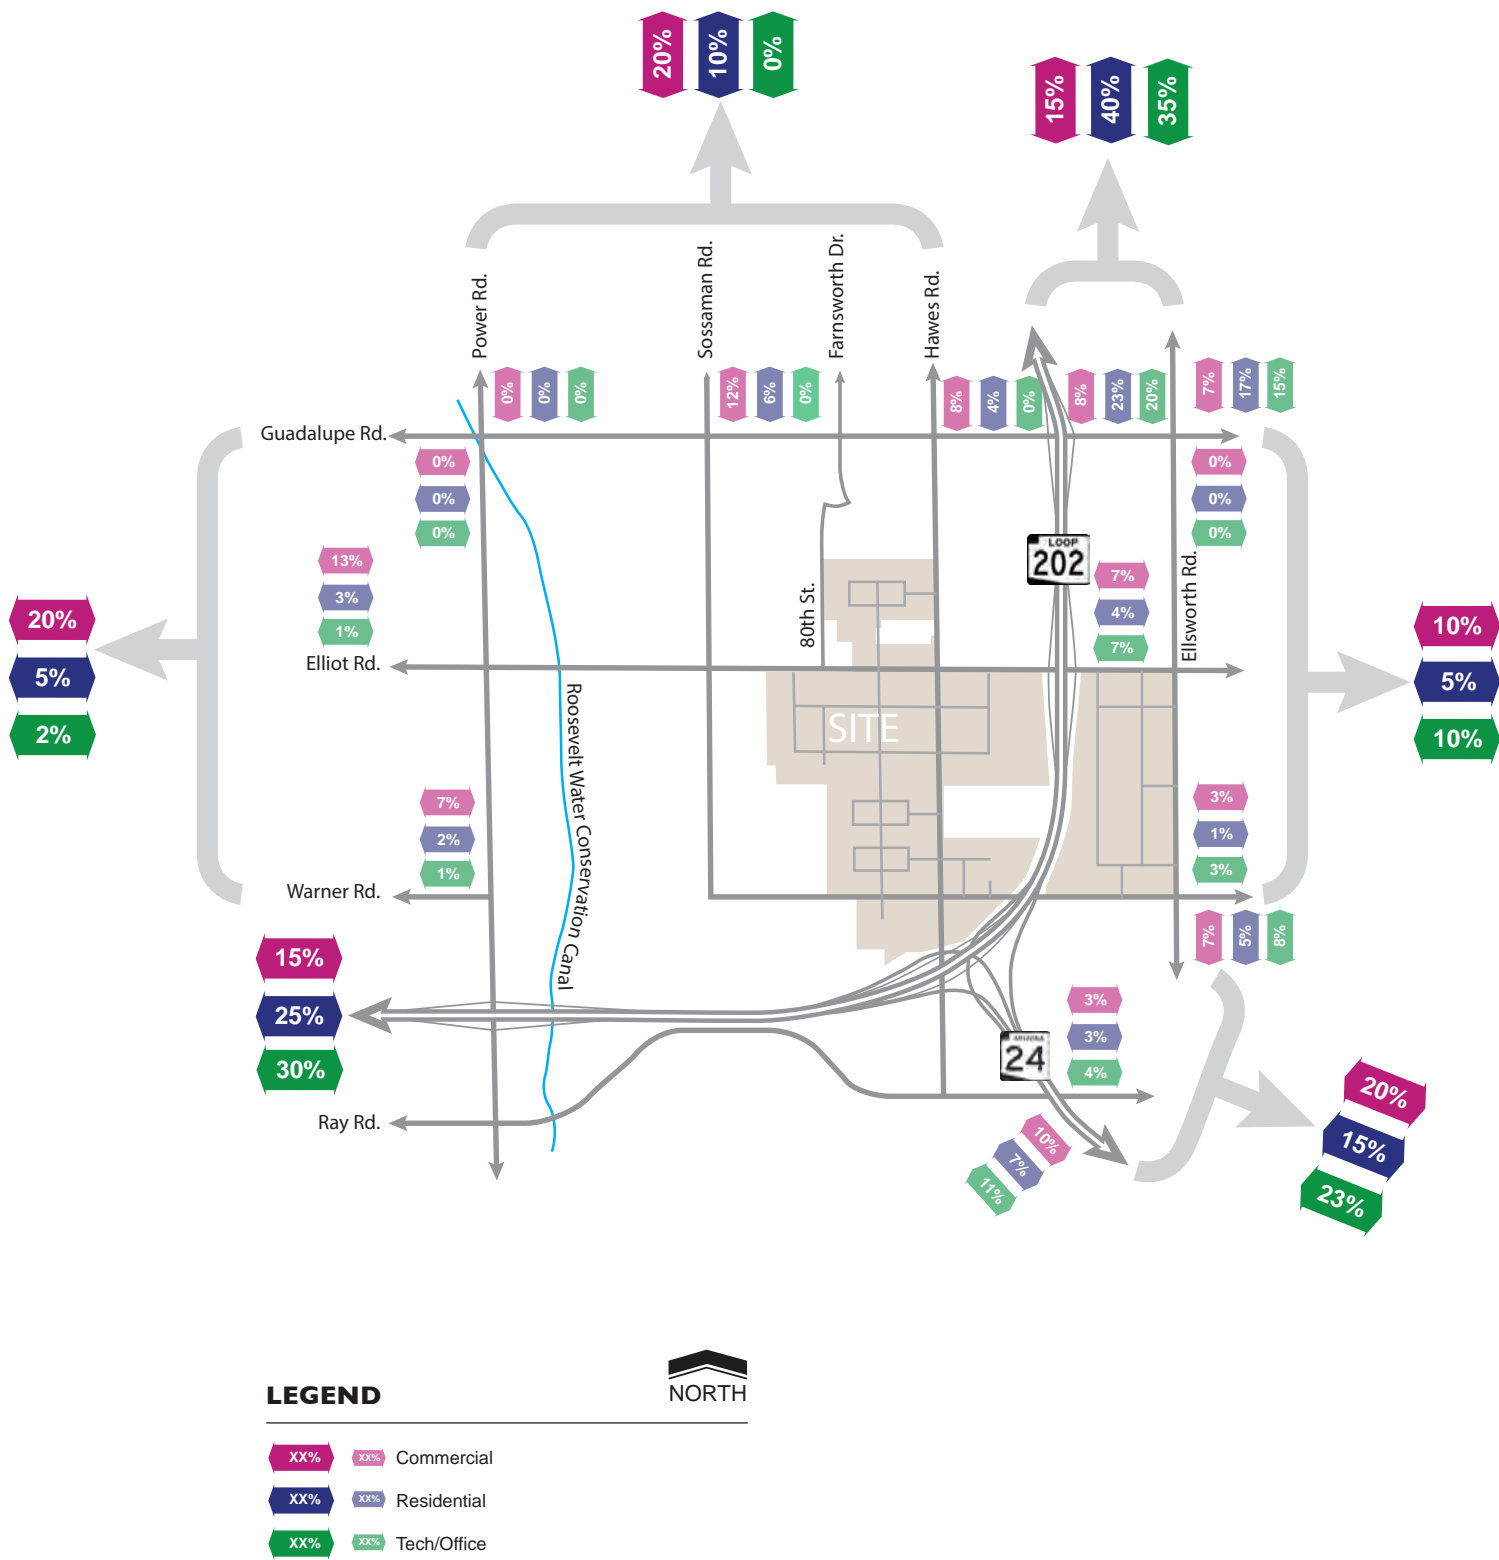 20% 10% 0%
15% 40% 35%
Power Rd.
Sossaman Rd.
Farnsworth Dr.
Hawes Rd.
0% 0% 0%
12% 6% 0%
8% 4% 0%
8% 23% 20%
7% 17% 15%
Guadalupe Rd.
0%
0%
0%
0%
0%
0%
LOOP
202
13%
3%
1%
7%
4%
7%
Ellsworth Rd.
80th St.
20%
5%
2%
Elliot Rd.
10%
5%
10%
Roosevelt Water Conservation Canal
SITE
7%
2%
1%
3%
1%
3%
Warner Rd.
7% 5% 8%
15%
25%
30%
3%
3%
4%
ARIZONA
24
Ray Rd.
10%
7%
11%
20%
15%
23%
NORTH
LEGEND
XX% XX% Commercial
XX% XX% Residential
XX% XX% Tech/Office